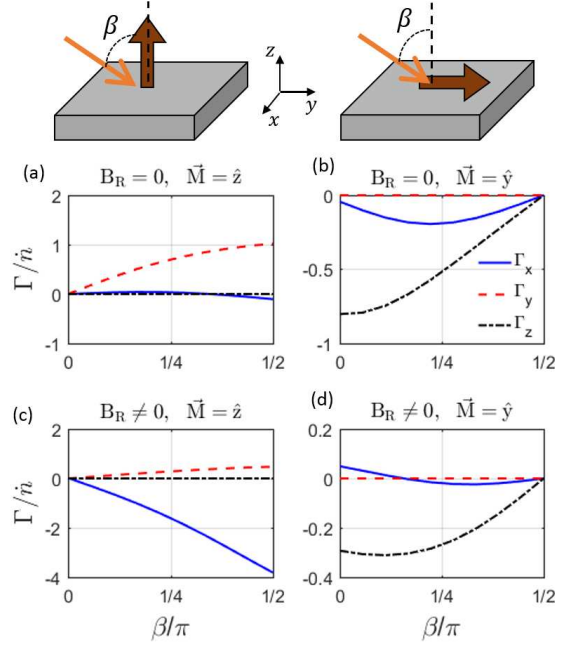 β
β
z
y
x
(a)
B_R = 0, M⃗ = ẑ
2
1
0
-1
Γ/ṅ
0
1/4
1/2
(b)
B_R = 0, M⃗ = ŷ
0
-0.5
-1
Γ_x
Γ_y
Γ_z
0
1/4
1/2
(c)
B_R ≠ 0, M⃗ = ẑ
2
0
-2
-4
Γ/ṅ
0
1/4
1/2
β/π
(d)
B_R ≠ 0, M⃗ = ŷ
0.2
0
-0.2
-0.4
0
1/4
1/2
β/π